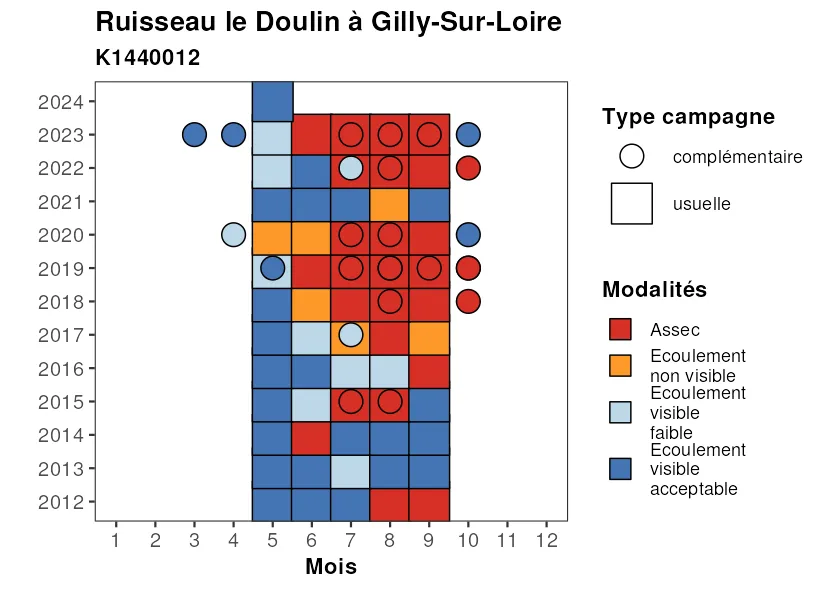 Ruisseau le Doulin à Gilly-Sur-Loire
K1440012
2024
2023
2022
2021
2020
2019
2018
2017
2016
2015
2014
2013
2012
1 2 3 4 5 6 7 8 9 10 11 12
Mois
Type campagne
complémentaire
usuelle
Modalités
Assec
Ecoulement
non visible
Ecoulement
visible
faible
Ecoulement
visible
acceptable